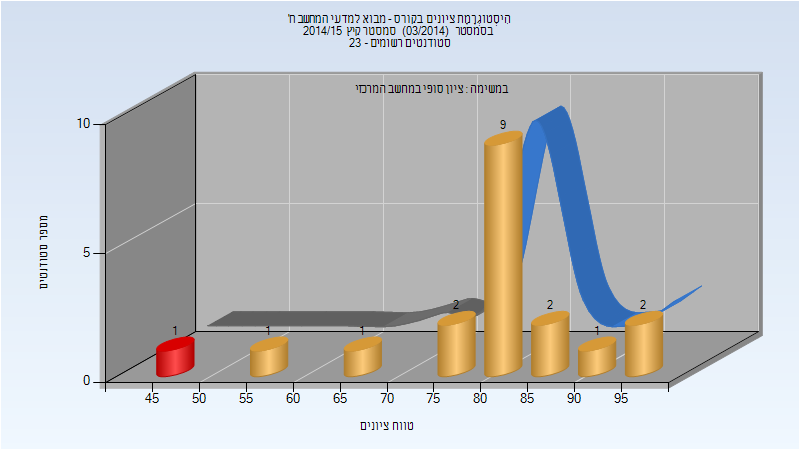 הִיסְטוֹגְרָמַת ציונים בקורס - מבוא למדעי המחשב ח'
בסמסטר (03/2014) סמסטר קיץ 2014/15
סטודנטים רשומים - 23
במשימה : ציון סופי במחשב המרכזי
10
5
0
מספר סטודנטים
1
1
1
2
9
2
1
2
45 50 55 60 65 70 75 80 85 90 95
טווח ציונים